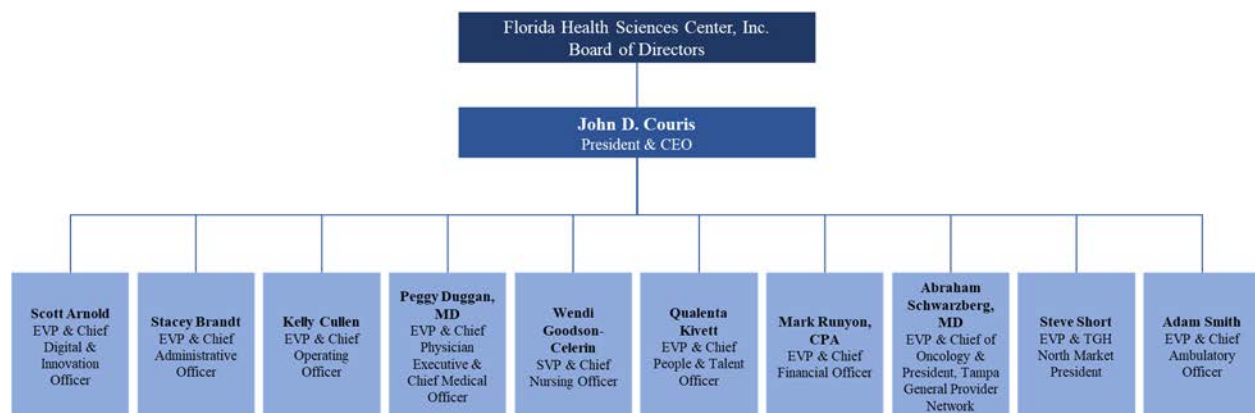 Florida Health Sciences Center, Inc.
Board of Directors
John D. Couris
President & CEO
Scott Arnold
EVP & Chief
Digital &
Innovation
Officer
Stacey Brandt
EVP & Chief
Administrative
Officer
Kelly Cullen
EVP & Chief
Operating
Officer
Peggy Duggan,
MD
EVP & Chief
Physician
Executive &
Chief Medical
Officer
Wendi
Goodson-
Celerin
SVP & Chief
Nursing Officer
Qualenta
Kivett
EVP & Chief
People & Talent
Officer
Mark Runyon,
CPA
EVP & Chief
Financial Officer
Abraham
Schwarzberg,
MD
EVP & Chief of
Oncology &
President, Tampa
General Provider
Network
Steve Short
EVP & TGH
North Market
President
Adam Smith
EVP & Chief
Ambulatory
Officer